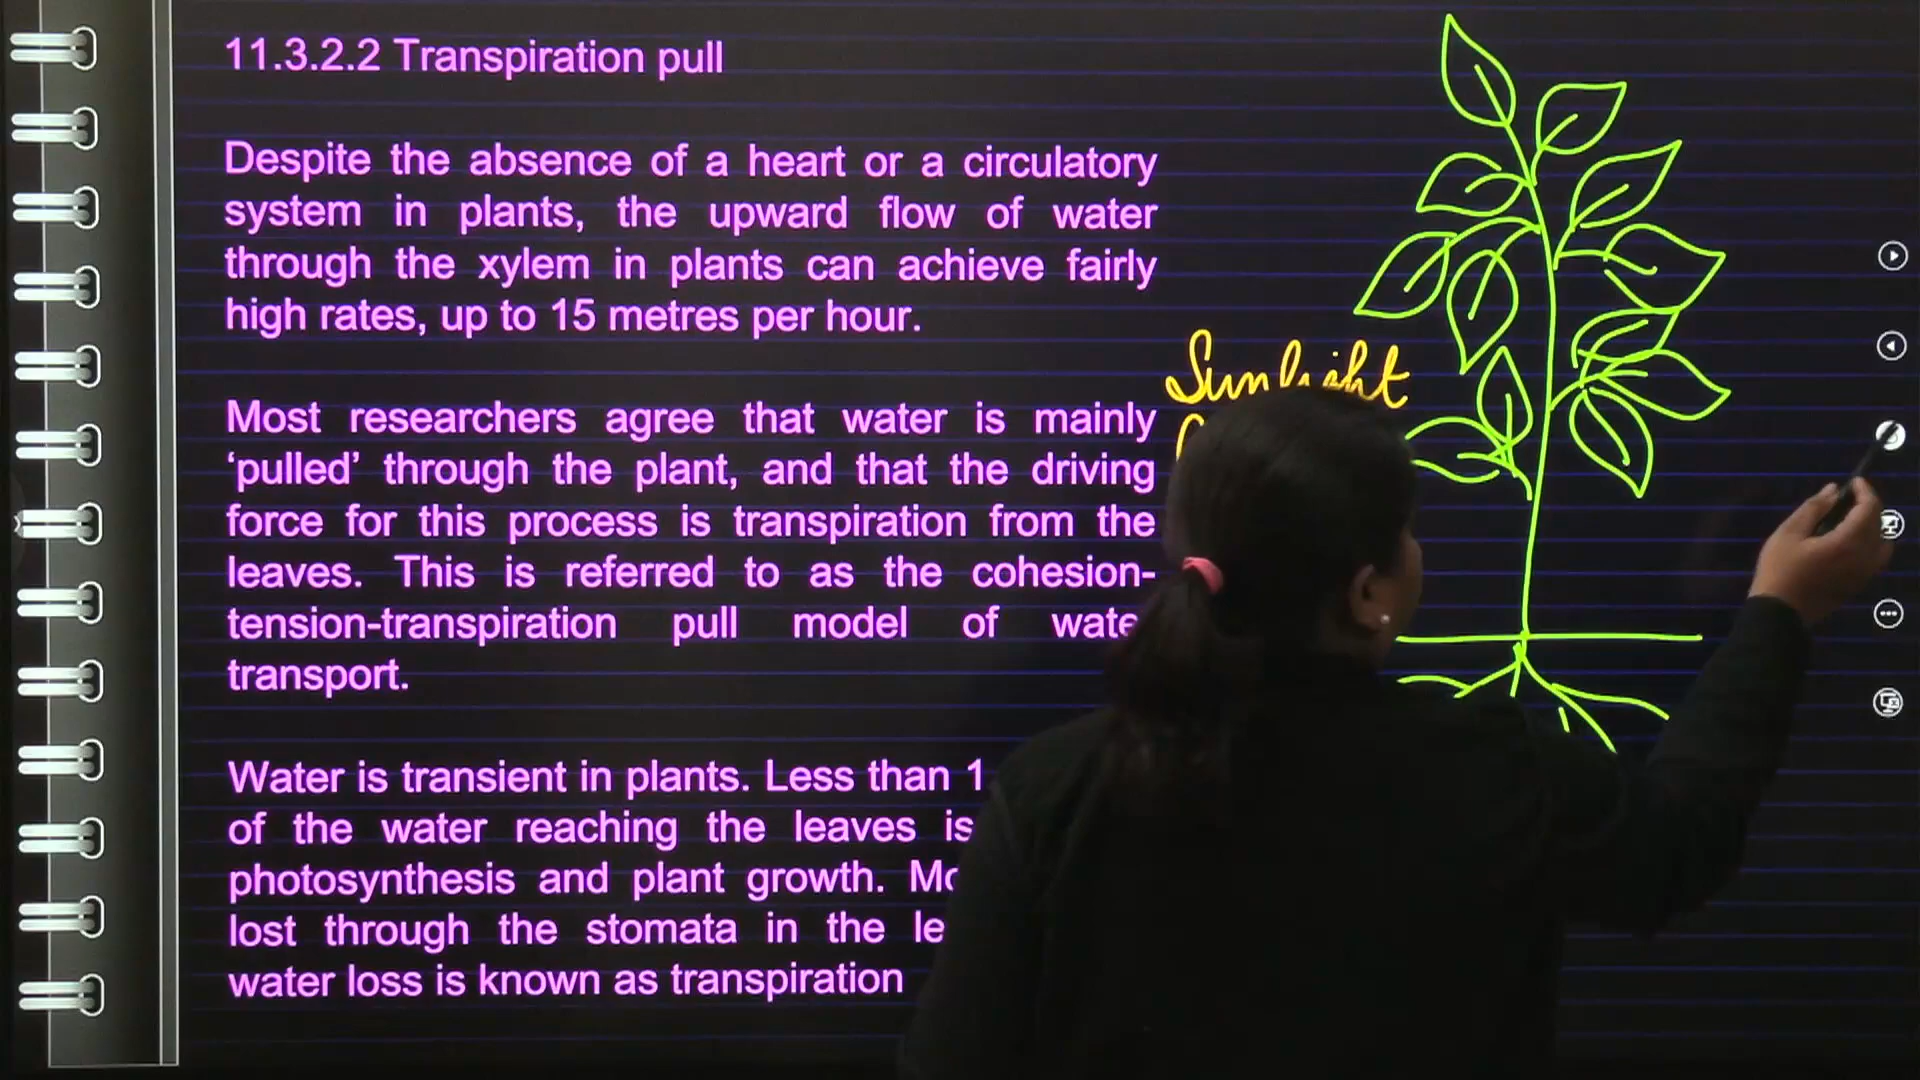 11.3.2.2 Transpiration pull
Despite the absence of a heart or a circulatory
system in plants, the upward flow of water
through the xylem in plants can achieve fairly
high rates, up to 15 metres per hour.
Most researchers agree that water is mainly
‘pulled’ through the plant, and that the driving
force for this process is transpiration from the
leaves. This is referred to as the cohesion-
tension-transpiration pull model of
transport.
Water is transient in plants. Less than 1
of the water reaching the leaves is
photosynthesis and plant growth.
lost through the stomata in the
water loss is known as transpiration
Sunlight